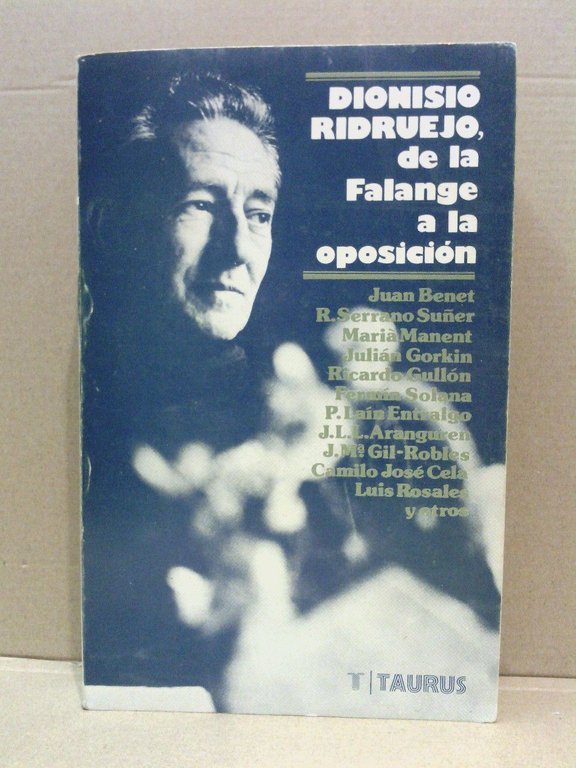 DIONISIO
RIDRUEJO,
de la
Falange
a la
oposición
Juan Benet
R. Serrano Suñer
Marià Manent
Julián Gorkin
Ricardo Gullón
Fermín Solana
P. Laín Entralgo
J.L.L. Aranguren
J. Mª Gil-Robles
Camilo José Cela
Luis Rosales
y otros
T | TAURUS